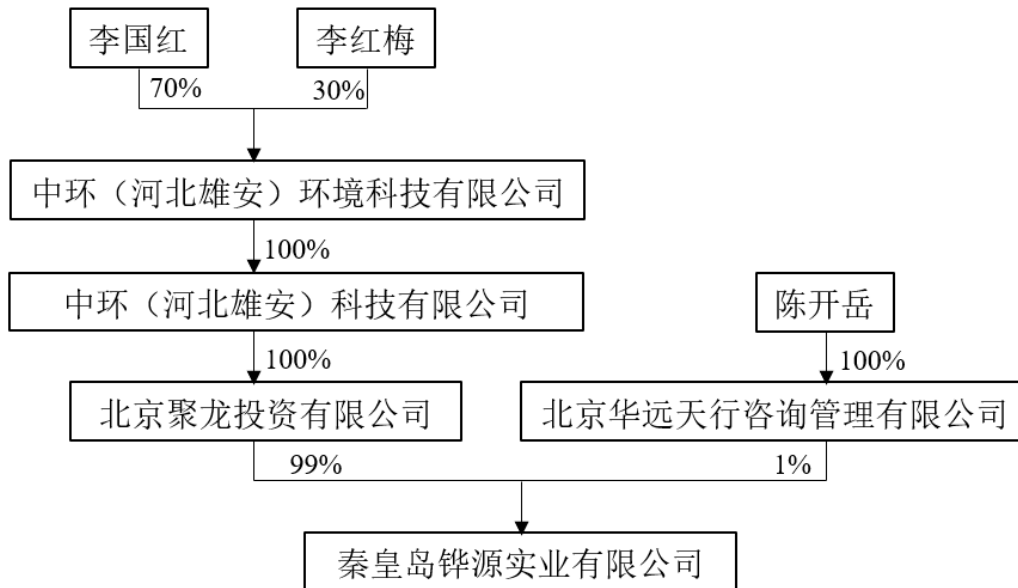 李国红
李红梅
70%
30%
中环（河北雄安）环境科技有限公司
100%
中环（河北雄安）科技有限公司
陈开岳
100%
100%
北京聚龙投资有限公司
北京华远天行咨询管理有限公司
99%
1%
秦皇岛铧源实业有限公司